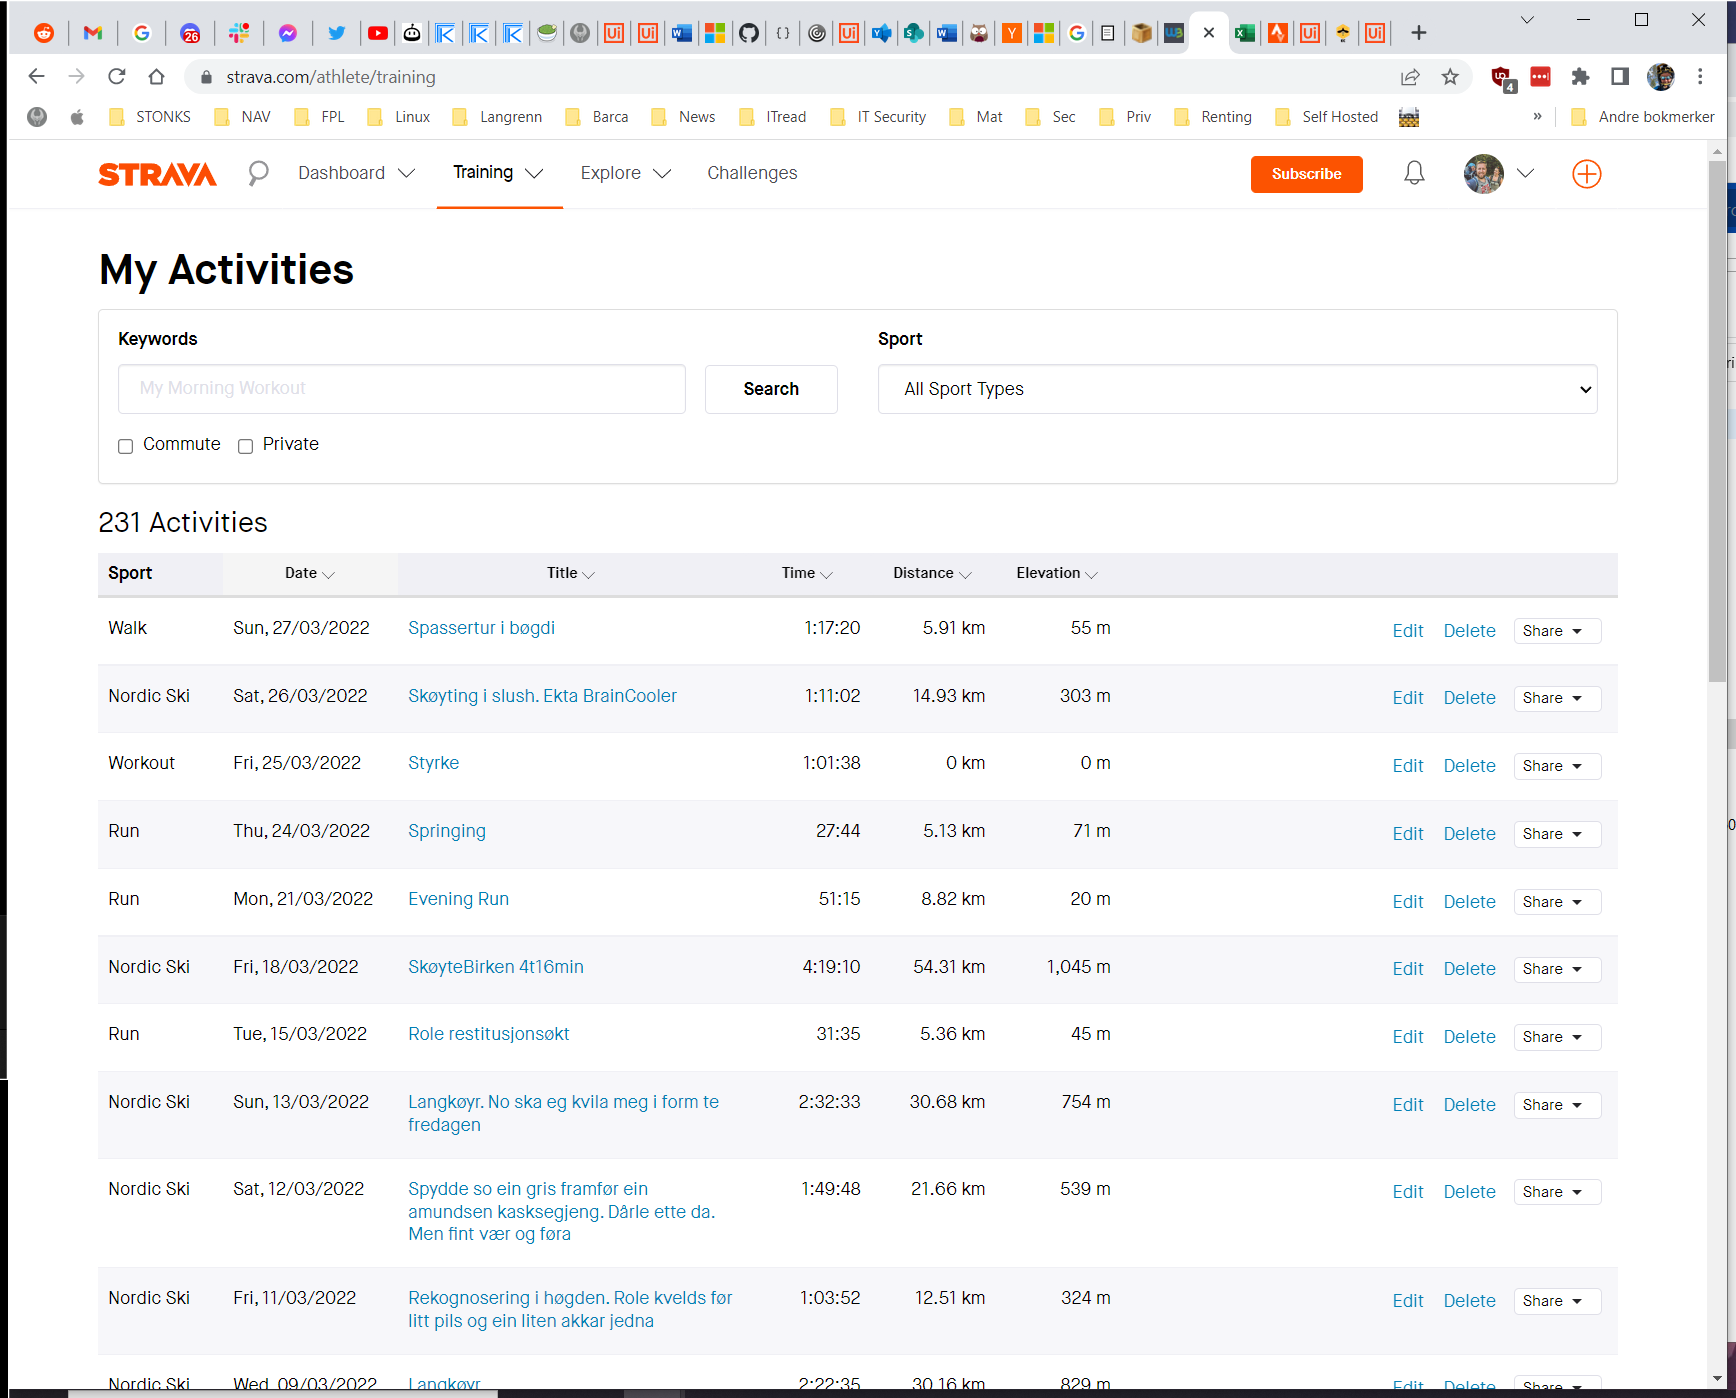 26
strava.com/athlete/training
4
STONKS NAV FPL Linux Langrenn Barca News ITread IT Security Mat Sec Priv Renting Self Hosted » Andre bokmerker
STRAVA Dashboard Training Explore Challenges Subscribe
My Activities
Keywords Sport
My Morning Workout Search All Sport Types
Commute Private
231 Activities
Sport Date Title Time Distance Elevation
Walk Sun, 27/03/2022 Spassertur i bøgdi 1:17:20 5.91 km 55 m Edit Delete Share
Nordic Ski Sat, 26/03/2022 Skøyting i slush. Ekta BrainCooler 1:11:02 14.93 km 303 m Edit Delete Share
Workout Fri, 25/03/2022 Styrke 1:01:38 0 km 0 m Edit Delete Share
Run Thu, 24/03/2022 Springing 27:44 5.13 km 71 m Edit Delete Share
Run Mon, 21/03/2022 Evening Run 51:15 8.82 km 20 m Edit Delete Share
Nordic Ski Fri, 18/03/2022 SkøyteBirken 4t16min 4:19:10 54.31 km 1,045 m Edit Delete Share
Run Tue, 15/03/2022 Role restitusjonsøkt 31:35 5.36 km 45 m Edit Delete Share
Nordic Ski Sun, 13/03/2022 Langkøyr. No ska eg kvila meg i form te 2:32:33 30.68 km 754 m Edit Delete Share
fredagen
Nordic Ski Sat, 12/03/2022 Spydde so ein gris framfør ein 1:49:48 21.66 km 539 m Edit Delete Share
amundsen kasksegjeng. Dårle ette da.
Men fint vær og føra
Nordic Ski Fri, 11/03/2022 Rekognosering i høgden. Role kvelds før 1:03:52 12.51 km 324 m Edit Delete Share
litt pils og ein liten akkar jedna
Nordic Ski Wed, 09/03/2022 Langkøyr 2:22:35 30.16 km 829 m Edit Delete Share